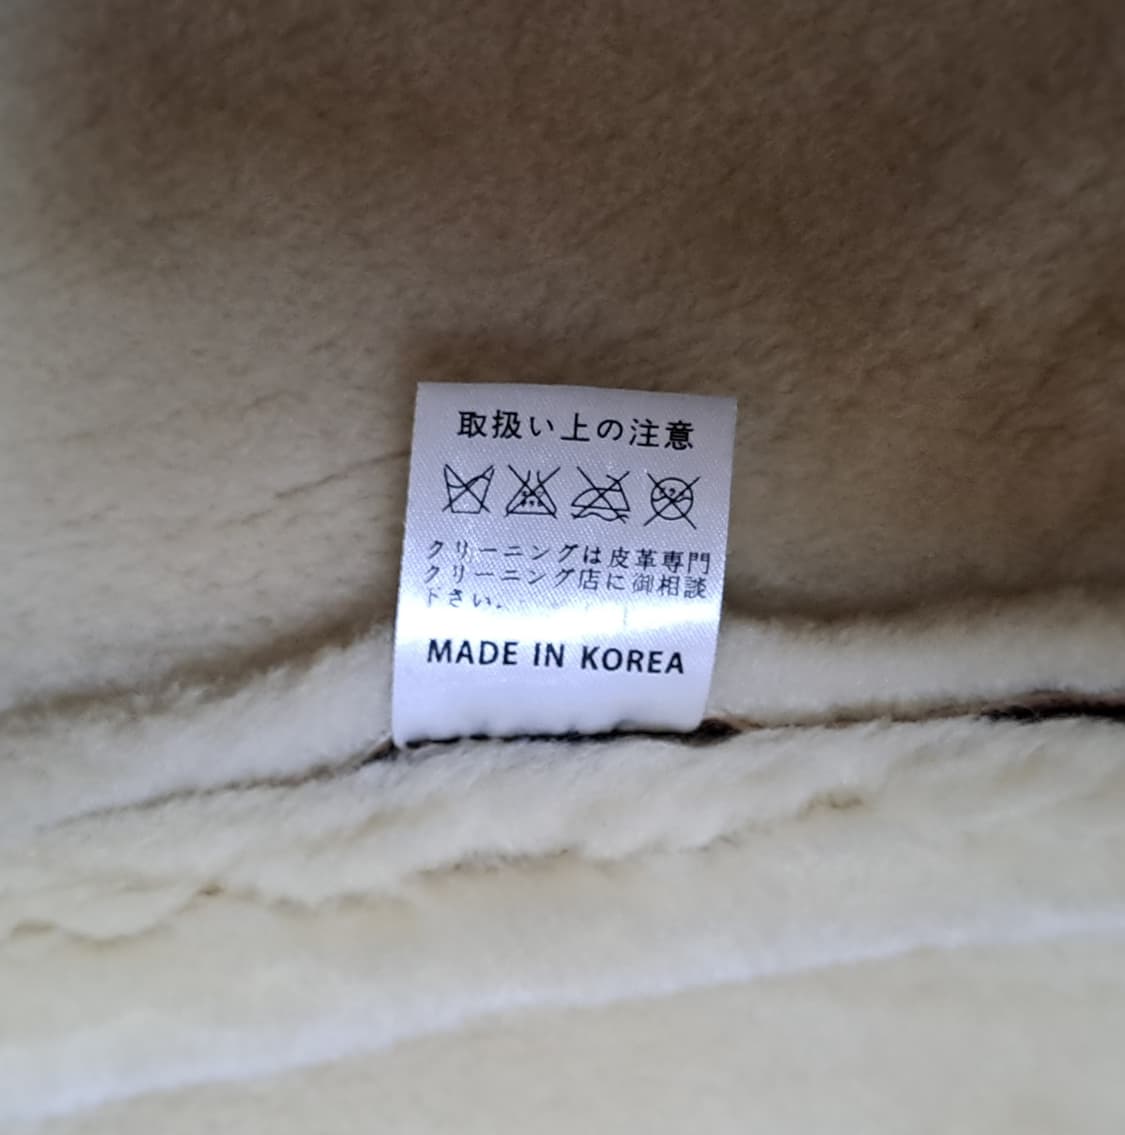 取扱い上の注意
クリーニングは皮革専門
クリーニング店に御相談
下さい。
MADE IN KOREA